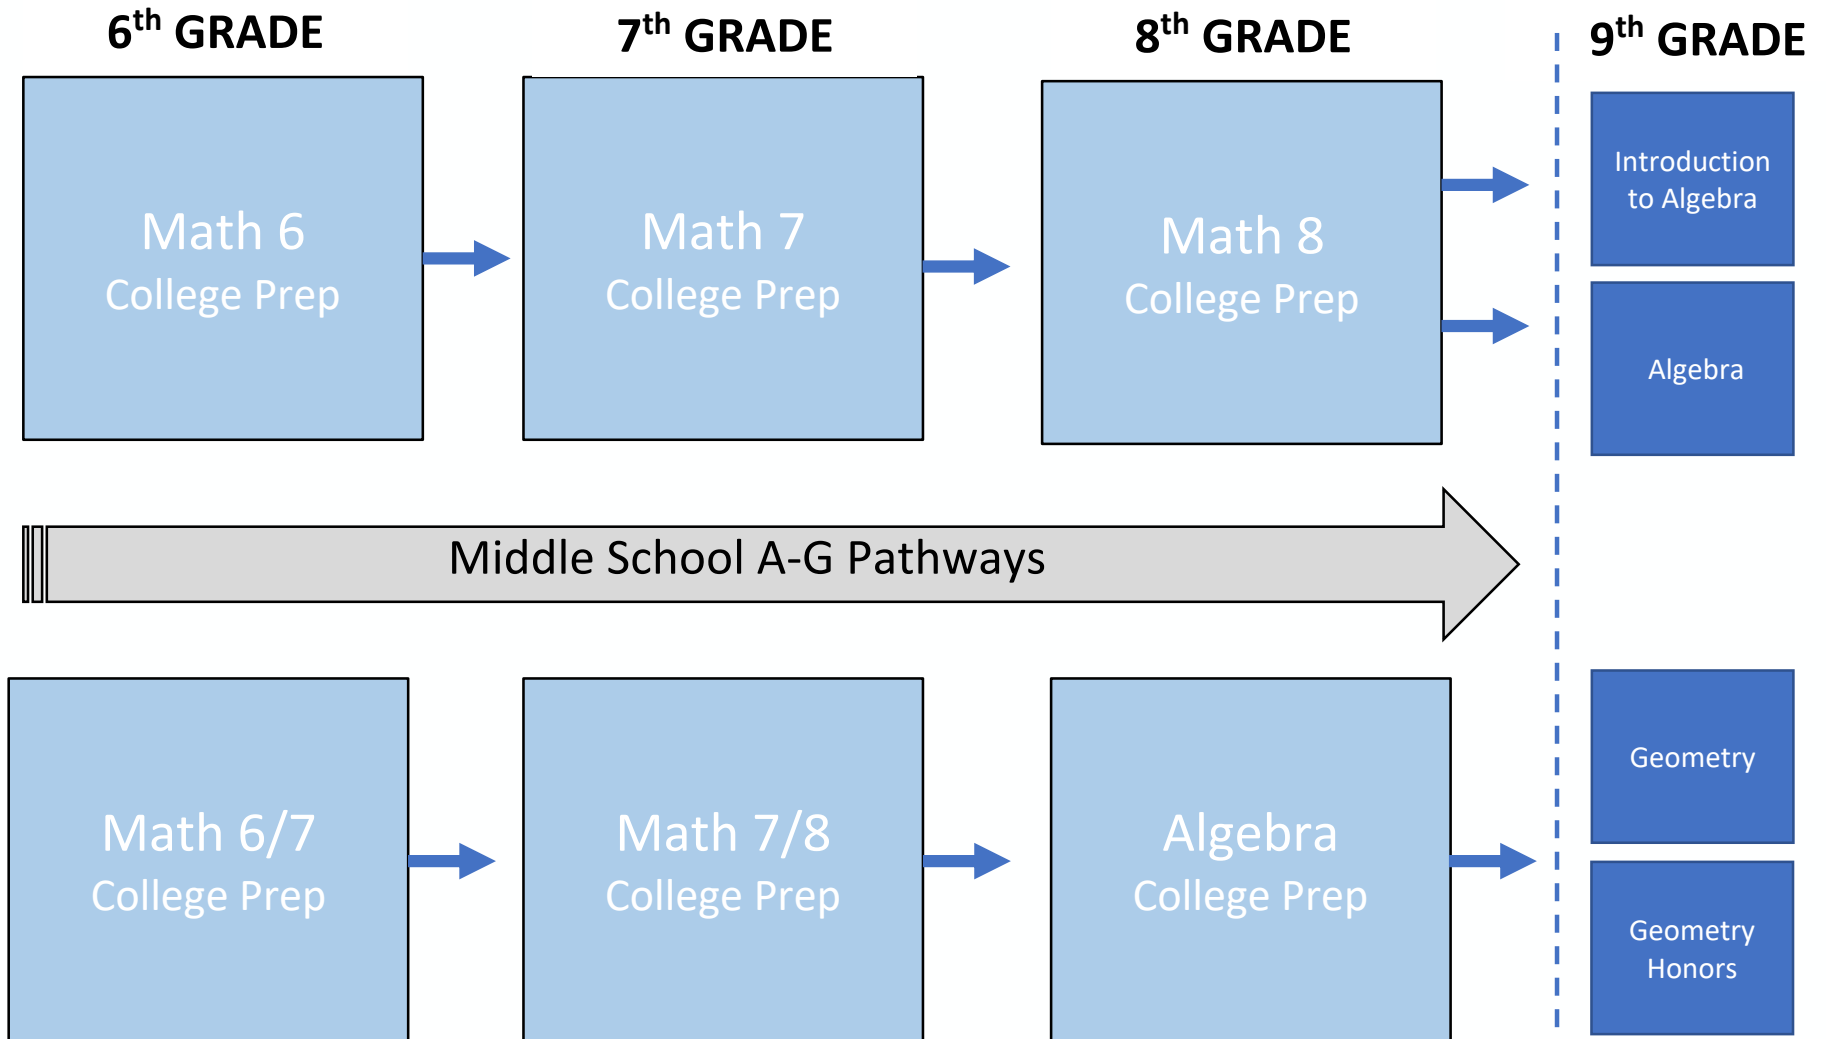 6th GRADE
7th GRADE
8th GRADE
9th GRADE
Math 6
College Prep
Math 7
College Prep
Math 8
College Prep
Introduction
to Algebra
Algebra
Middle School A-G Pathways
Math 6/7
College Prep
Math 7/8
College Prep
Algebra
College Prep
Geometry
Geometry
Honors